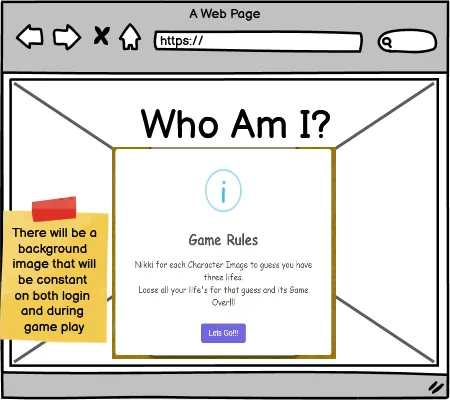 A Web Page
https://
Who Am I?
i
Game Rules
Nikki for each Character Image to guess you have
three lifes.
Loose all your life's for that guess and its Game
Over!!!
Lets Go!!!
There will be a
background
image that will
be constant
on both login
and during
game play